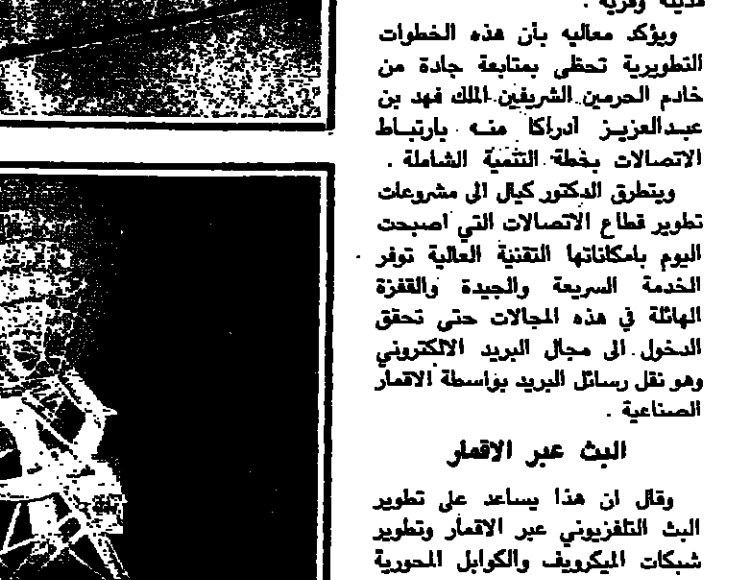 مدينة وقرية .
ويؤكد معاليه بأن هذه الخطوات
التطويرية تحظى بمتابعة جادة من
خادم الحرمين الشريفين الملك فهد بن
عبدالعزيز ادراكا منه بارتباط
الاتصالات بخطة التنمية الشاملة .
ويتطرق الدكتور كيال الى مشروعات
تطوير قطاع الاتصالات التي اصبحت
اليوم بامكاناتها التقنية العالية توفر
الخدمة السريعة والجيدة والقفزة
الهائلة في هذه المجالات حتى تحقق
الدخول الى مجال البريد الالكتروني
وهو نقل رسائل البريد بواسطة الاقمار
الصناعية .
البث عبر الاقمار
وقال ان هذا يساعد على تطوير
البث التلفزيوني عبر الاقمار وتطوير
شبكات الميكرويف والكوابل المحورية